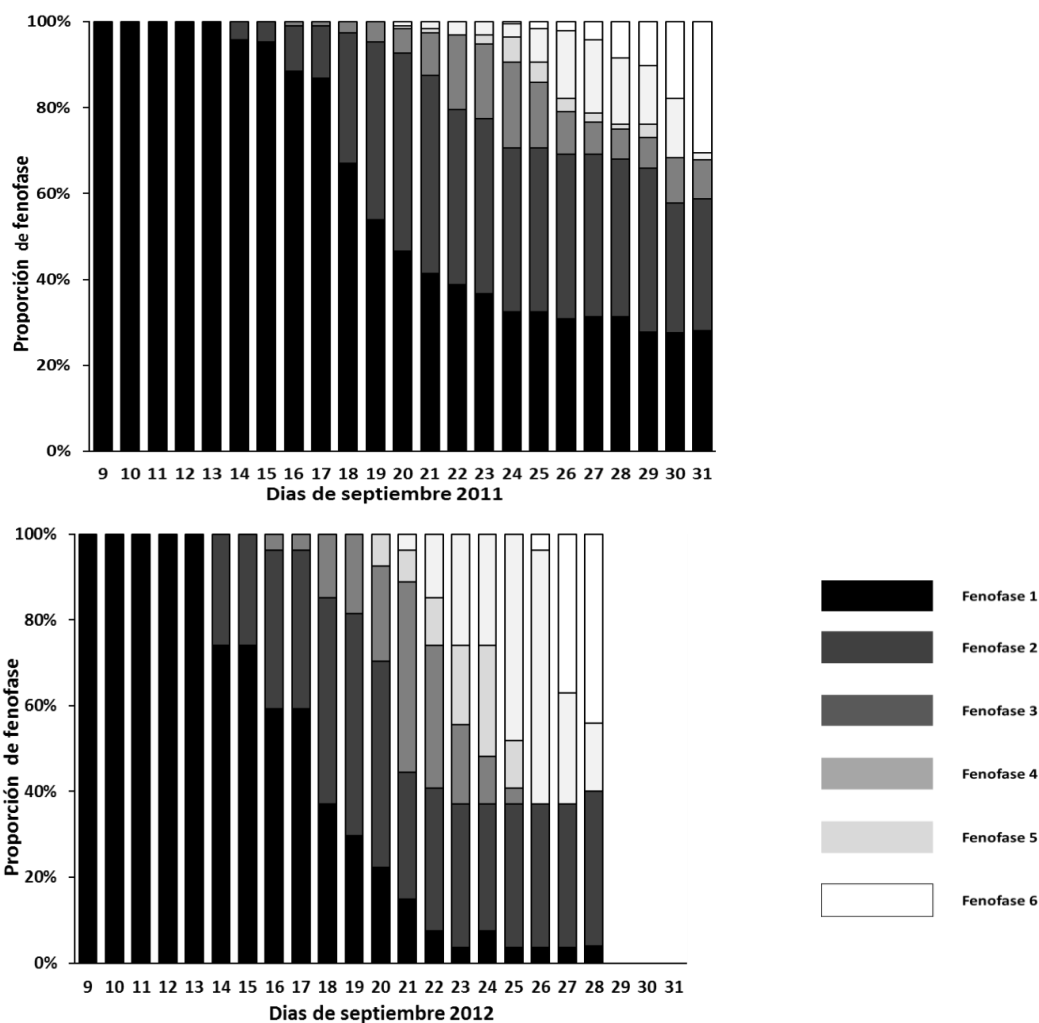 100%
80%
60%
40%
20%
0%
Proporción de fenofase
9 10 11 12 13 14 15 16 17 18 19 20 21 22 23 24 25 26 27 28 29 30 31
Dias de septiembre 2011
100%
80%
60%
40%
20%
0%
Proporción de fenofase
9 10 11 12 13 14 15 16 17 18 19 20 21 22 23 24 25 26 27 28 29 30 31
Dias de septiembre 2012
Fenofase 1
Fenofase 2
Fenofase 3
Fenofase 4
Fenofase 5
Fenofase 6